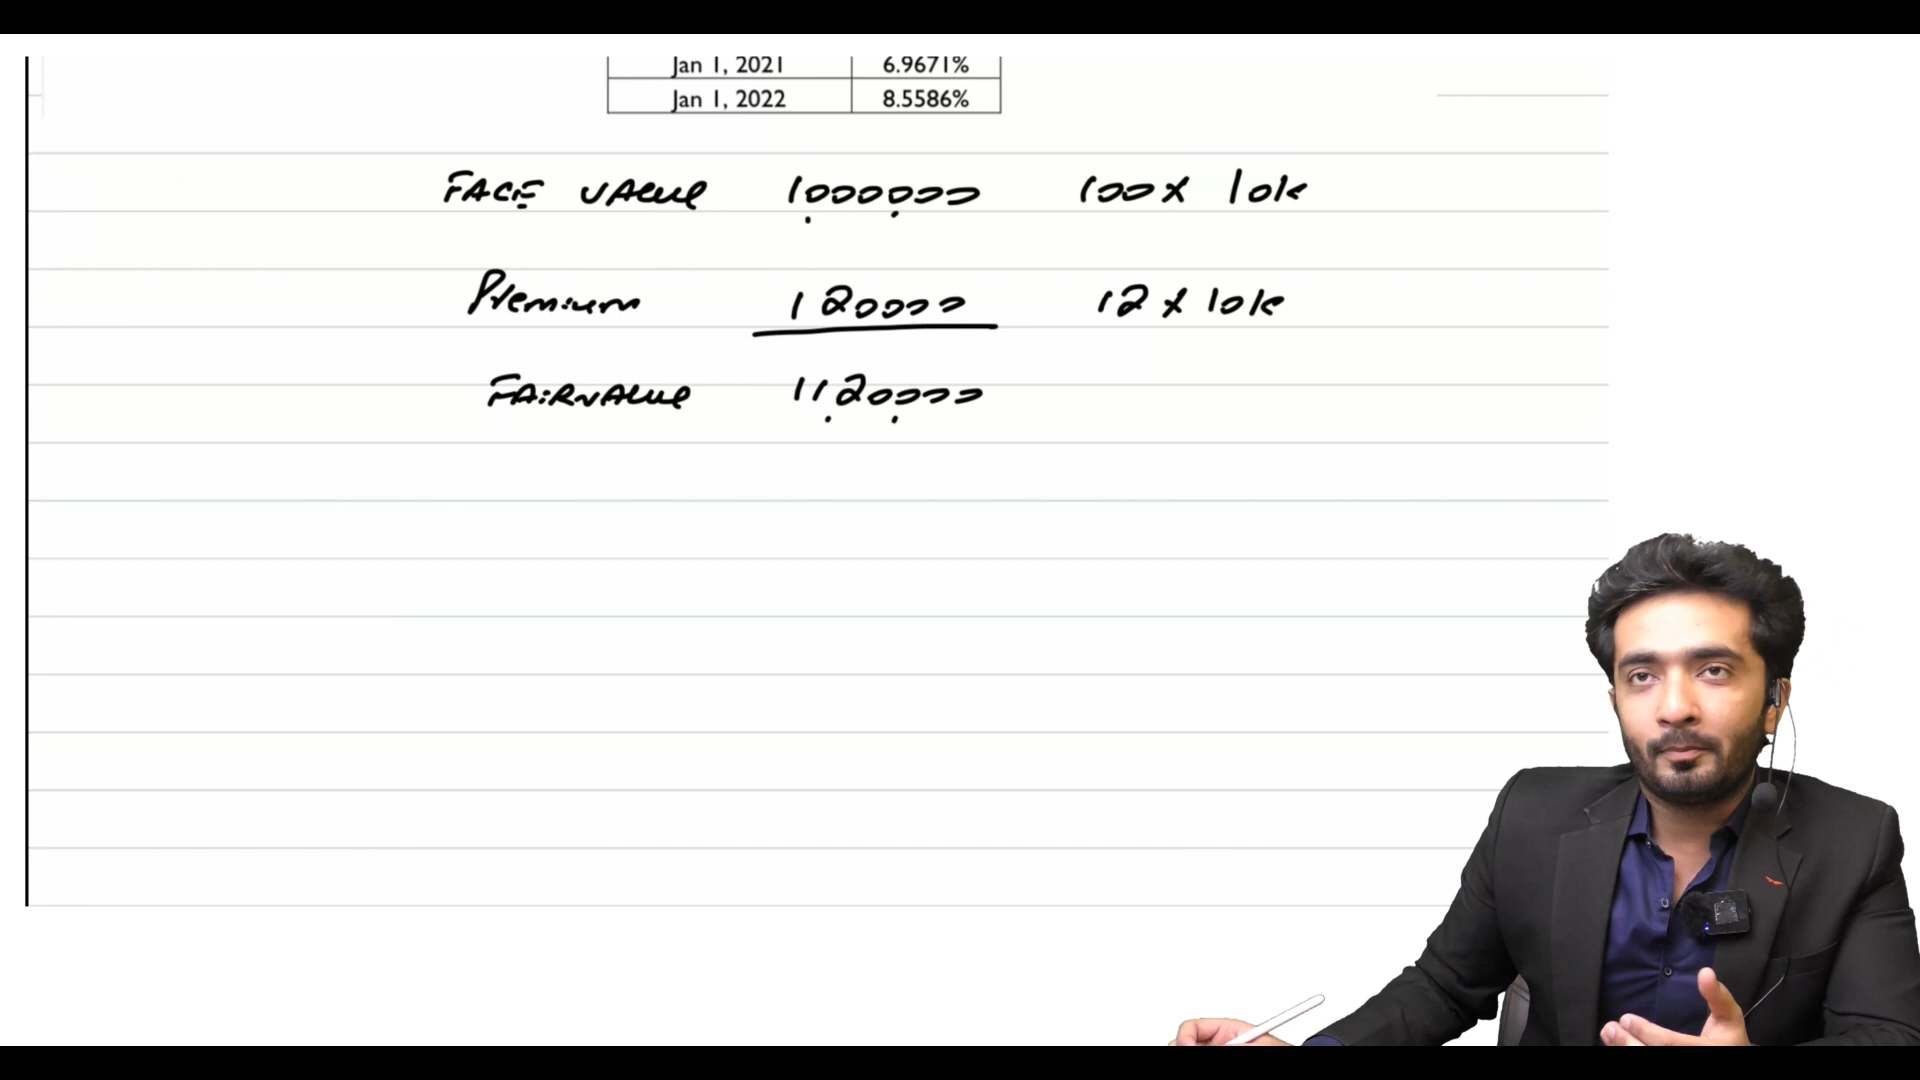 Jan 1, 2021 6.9671%
Jan 1, 2022 8.5586%
FACE VALUE 1000000 100 x 10k
Premium 120000 12 x 10k
FAIRVALUE 1120000